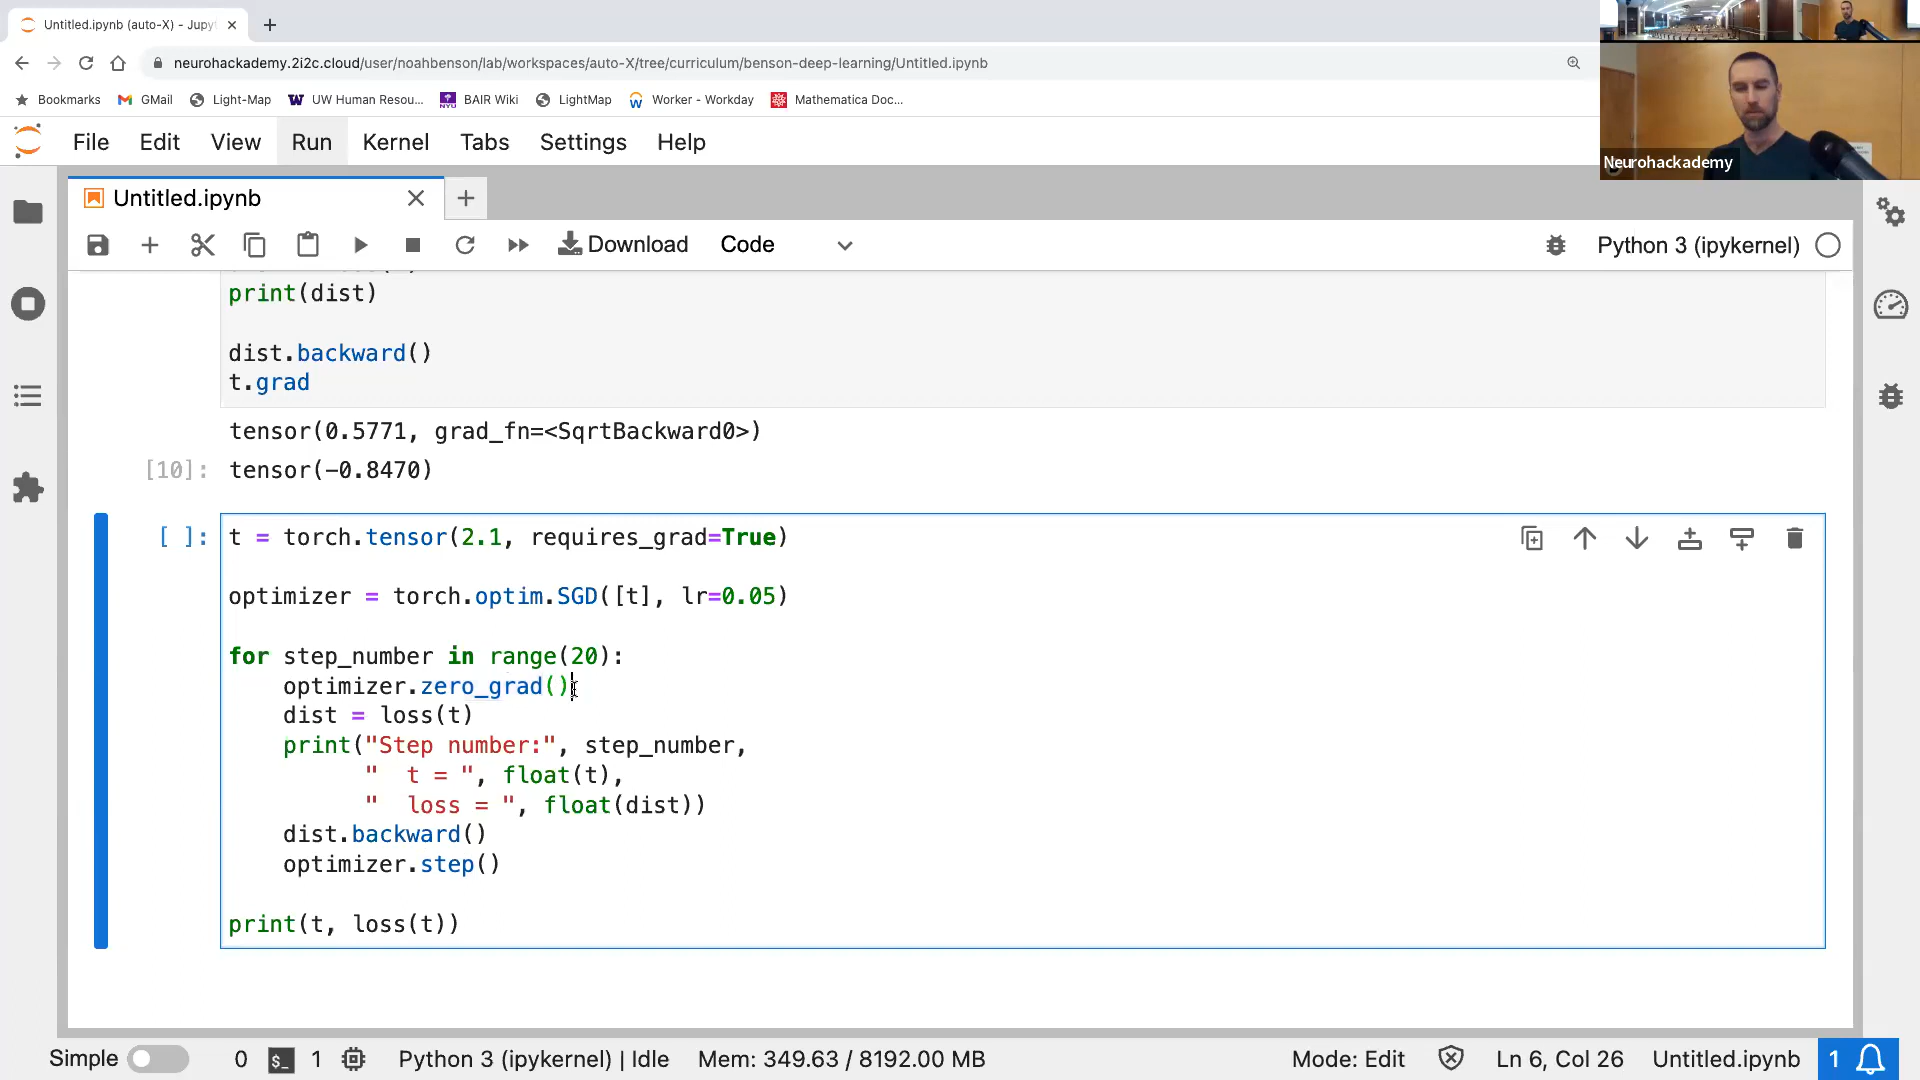 Untitled.ipynb (auto-X) - Jupyt
neurohackademy.2i2c.cloud/user/noahbenson/lab/workspaces/auto-X/tree/curriculum/benson-deep-learning/Untitled.ipynb
Bookmarks GMail Light-Map UW Human Resou... BAIR Wiki LightMap Worker - Workday Mathematica Doc...
Neurohackademy
File Edit View Run Kernel Tabs Settings Help
Untitled.ipynb
Download Code Python 3 (ipykernel)
print(dist)
dist.backward()
t.grad
tensor(0.5771, grad_fn=<SqrtBackward0>)
[10]: tensor(-0.8470)
[ ]: t = torch.tensor(2.1, requires_grad=True)
optimizer = torch.optim.SGD([t], lr=0.05)
for step_number in range(20):
optimizer.zero_grad()
dist = loss(t)
print("Step number:", step_number,
"  t = ", float(t),
"  loss = ", float(dist))
dist.backward()
optimizer.step()
print(t, loss(t))
Simple 0 $_ 1 Python 3 (ipykernel) | Idle Mem: 349.63 / 8192.00 MB Mode: Edit Ln 6, Col 26 Untitled.ipynb 1